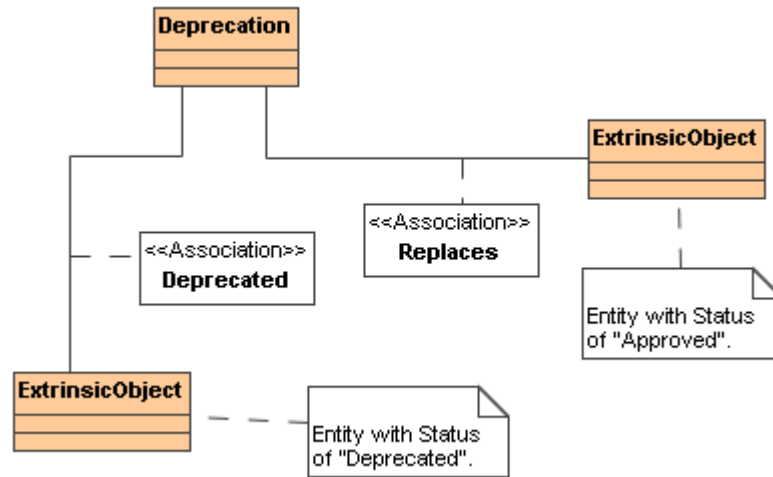 Deprecation
ExtrinsicObject
<<Association>>
Replaces
<<Association>>
Deprecated
Entity with Status
of "Approved".
ExtrinsicObject
Entity with Status
of "Deprecated".